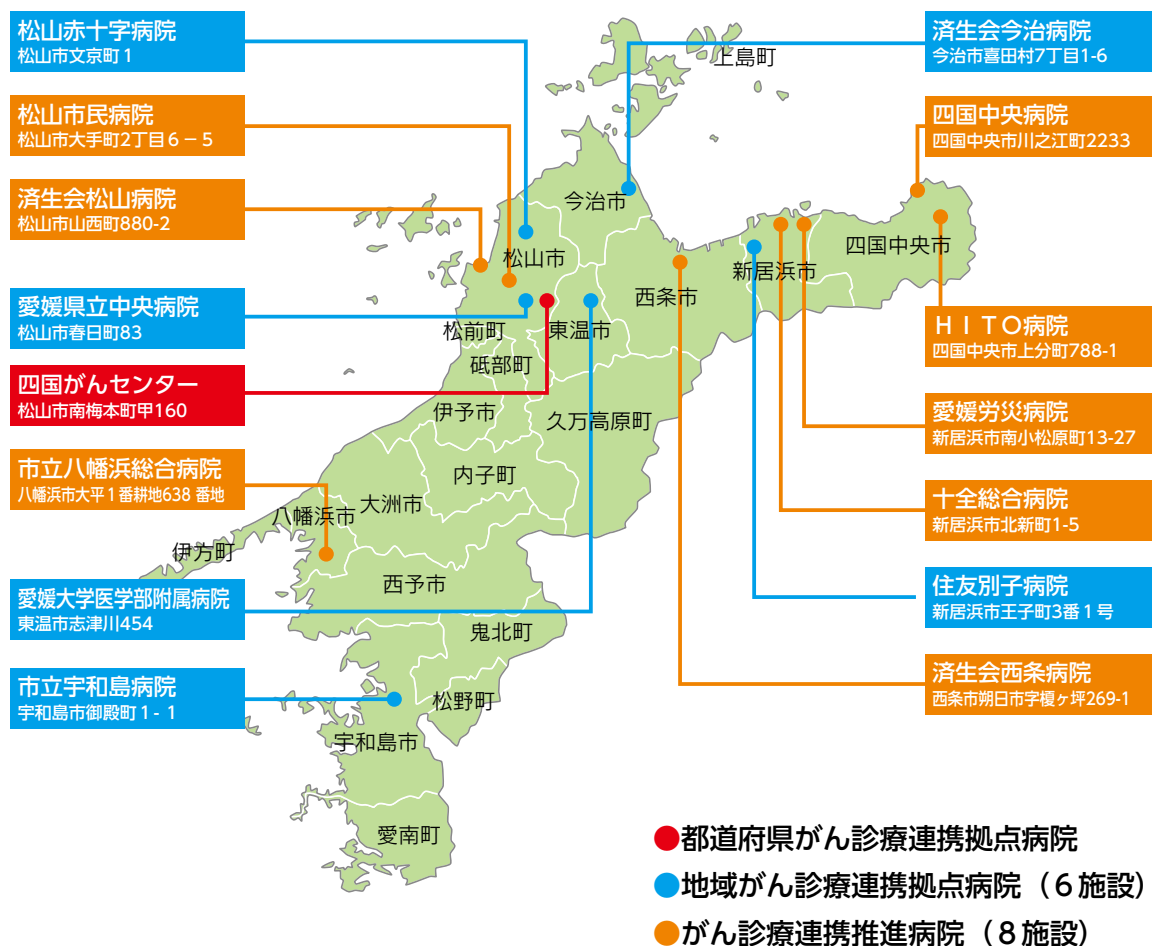 松山赤十字病院
松山市文京町1
松山市民病院
松山市大手町2丁目6-5
済生会松山病院
松山市山西町880-2
愛媛県立中央病院
松山市春日町83
四国がんセンター
松山市南梅本町甲160
市立八幡浜総合病院
八幡浜市大平1番耕地638 番地
愛媛大学医学部附属病院
東温市志津川454
市立宇和島病院
宇和島市御殿町1-1
上島町
今治市
松山市
西条市
新居浜市
四国中央市
松前町
東温市
砥部町
伊予市
久万高原町
内子町
大洲市
八幡浜市
伊方町
西予市
鬼北町
松野町
宇和島市
愛南町
済生会今治病院
今治市喜田村7丁目1-6
四国中央病院
四国中央市川之江町2233
HITO病院
四国中央市上分町788-1
愛媛労災病院
新居浜市南小松原町13-27
十全総合病院
新居浜市北新町1-5
住友別子病院
新居浜市王子町3番1号
済生会西条病院
西条市朔日市字榎ヶ坪269-1
●都道府県がん診療連携拠点病院
●地域がん診療連携拠点病院(6施設)
●がん診療連携推進病院(8施設)